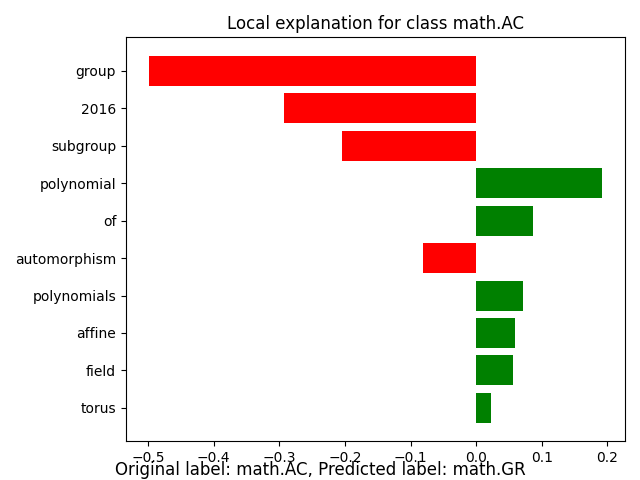 Local explanation for class math.AC
group
2016
subgroup
polynomial
of
automorphism
polynomials
affine
field
torus
−0.5 −0.4 −0.3 −0.2 −0.1 0.0 0.1 0.2
Original label: math.AC, Predicted label: math.GR